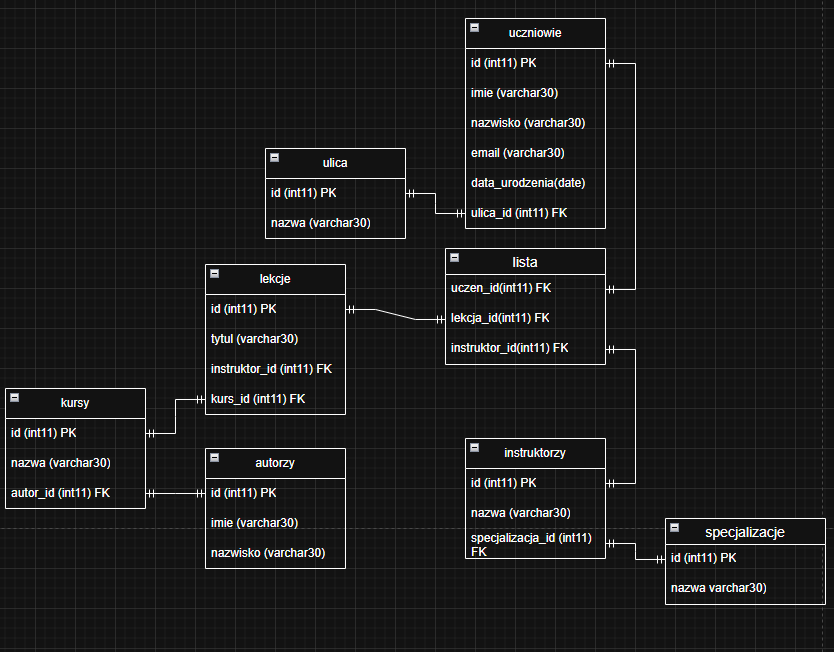 uczniowie
id (int11) PK
imie (varchar30)
nazwisko (varchar30)
email (varchar30)
data_urodzenia(date)
ulica_id (int11) FK
ulica
id (int11) PK
nazwa (varchar30)
lista
uczen_id(int11) FK
lekcja_id(int11) FK
instruktor_id(int11) FK
lekcje
id (int11) PK
tytul (varchar30)
instruktor_id (int11) FK
kurs_id (int11) FK
kursy
id (int11) PK
nazwa (varchar30)
autor_id (int11) FK
autorzy
id (int11) PK
imie (varchar30)
nazwisko (varchar30)
instruktorzy
id (int11) PK
nazwa (varchar30)
specjalizacja_id (int11)
FK
specjalizacje
id (int11) PK
nazwa varchar30)